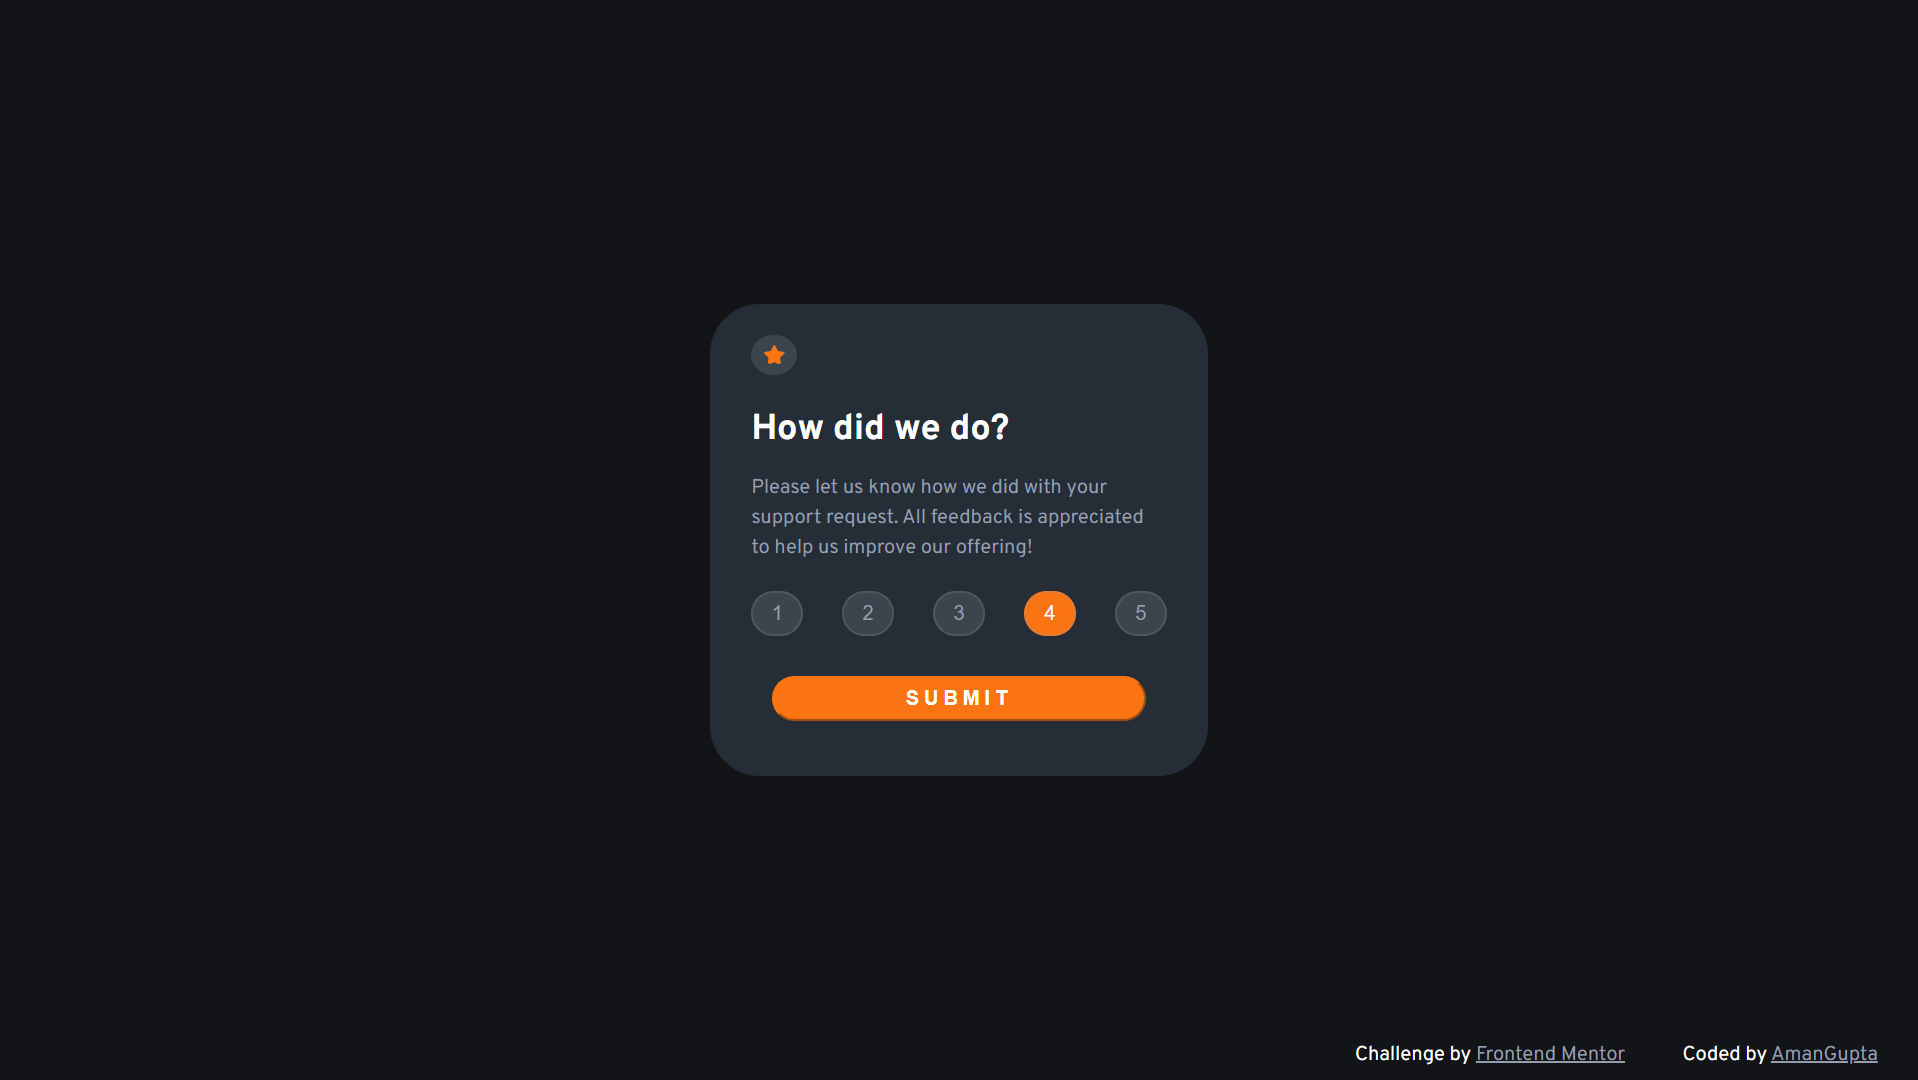 How did we do?
Please let us know how we did with your
support request. All feedback is appreciated
to help us improve our offering!
1 2 3 4 5
SUBMIT
Challenge by Frontend Mentor Coded by AmanGupta